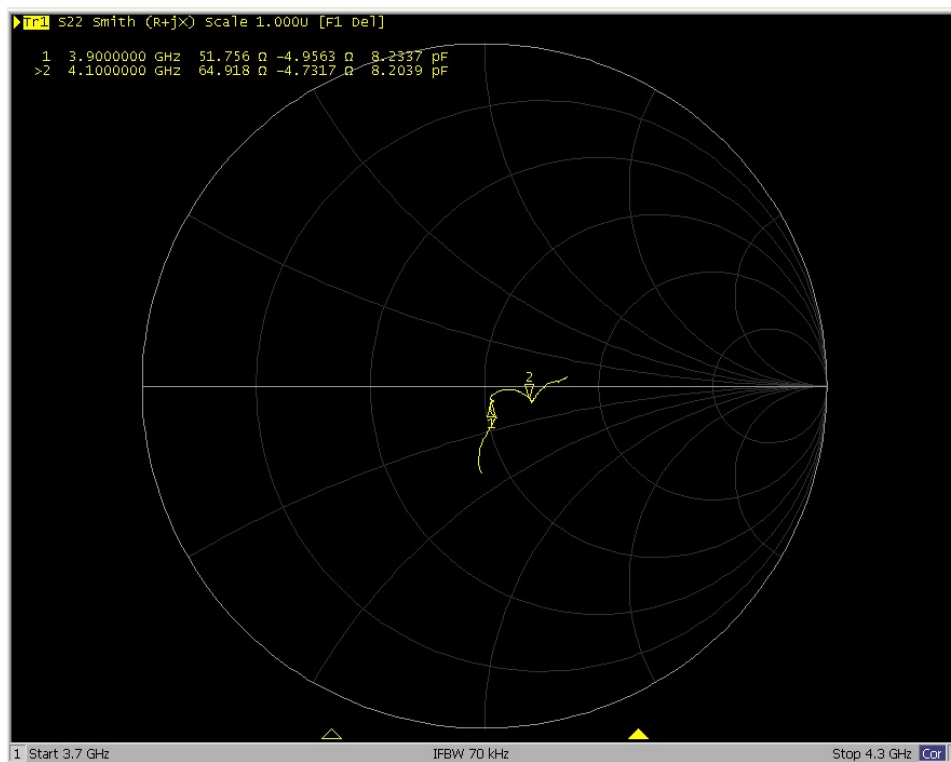 Tr1 S22 Smith (R+jX) Scale 1.000U [F1 Del]
1 3.9000000 GHz 51.756 Ω -4.9563 Ω 8.2337 pF
>2 4.1000000 GHz 64.918 Ω -4.7317 Ω 8.2039 pF
2
1
1 Start 3.7 GHz IFBW 70 kHz Stop 4.3 GHz Cor